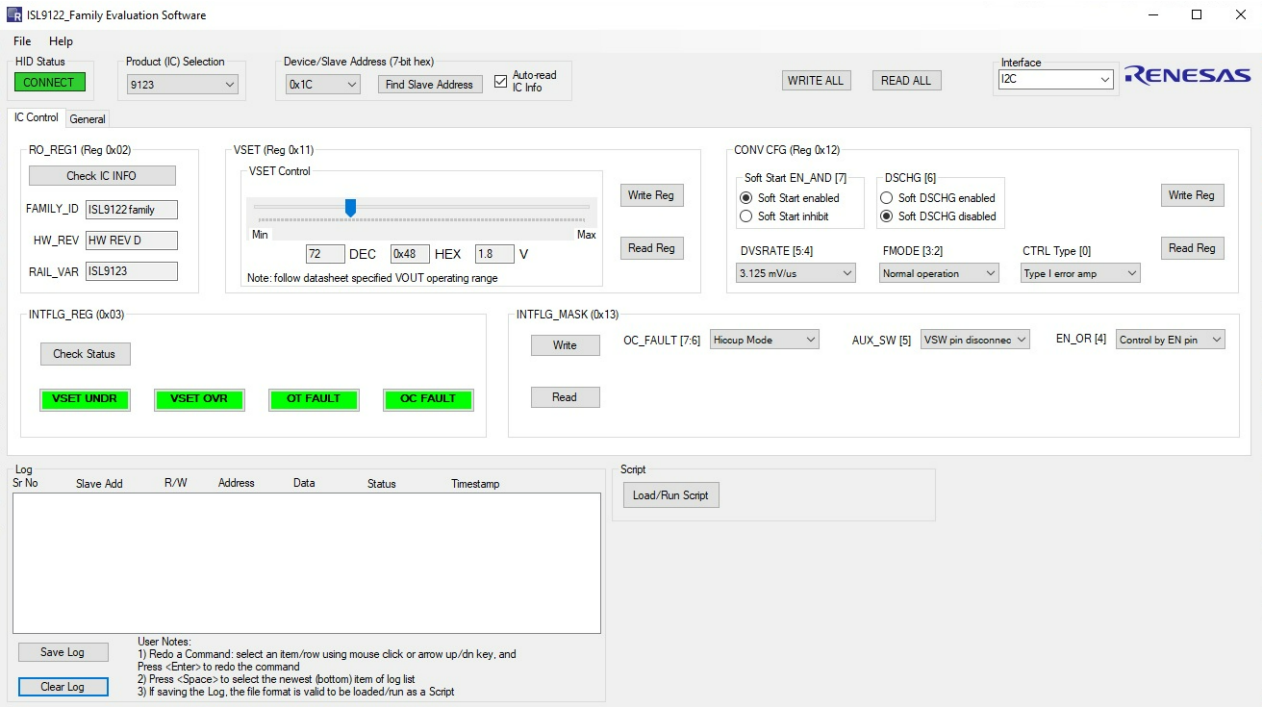 ISL9122_Family Evaluation Software
File Help
HID Status
CONNECT
Product (IC) Selection
9123
Device/Slave Address (7-bit hex)
0x1C
Find Slave Address
Auto-read
IC Info
WRITE ALL
READ ALL
Interface
I2C
RENESAS
IC Control
General
RO_REG1 (Reg 0x02)
Check IC INFO
FAMILY_ID ISL9122 family
HW_REV HW REV D
RAIL_VAR ISL9123
VSET (Reg 0x11)
VSET Control
Min Max
72 DEC 0x48 HEX 1.8 V
Note: follow datasheet specified VOUT operating range
Write Reg
Read Reg
CONV CFG (Reg 0x12)
Soft Start EN_AND [7]
Soft Start enabled
Soft Start inhibit
DSCHG [6]
Soft DSCHG enabled
Soft DSCHG disabled
Write Reg
Read Reg
DVSRATE [5:4]
3.125 mV/us
FMODE [3:2]
Normal operation
CTRL Type [0]
Type I error amp
INTFLG_REG (0x03)
Check Status
VSET UNDR
VSET OVR
OT FAULT
OC FAULT
INTFLG_MASK (0x13)
Write
Read
OC_FAULT [7:6] Hiccup Mode
AUX_SW [5] VSW pin disconnec
EN_OR [4] Control by EN pin
Log
Sr No Slave Add R/W Address Data Status Timestamp
Save Log
Clear Log
User Notes:
1) Redo a Command: select an item/row using mouse click or arrow up/dn key, and
Press <Enter> to redo the command
2) Press <Space> to select the newest (bottom) item of log list
3) If saving the Log, the file format is valid to be loaded/run as a Script
Script
Load/Run Script